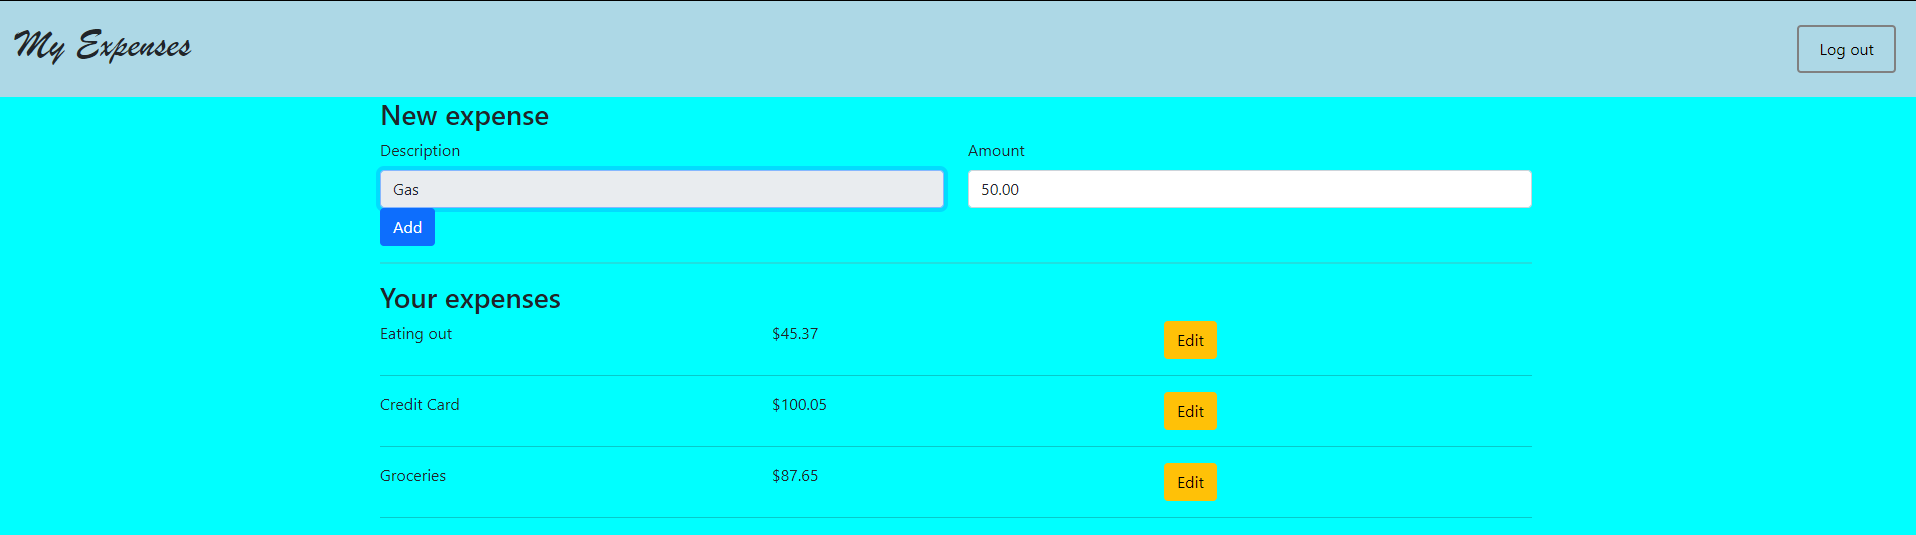 My Expenses
Log out
New expense
Description Amount
Gas 50.00
Add
Your expenses
Eating out $45.37 Edit
Credit Card $100.05 Edit
Groceries $87.65 Edit